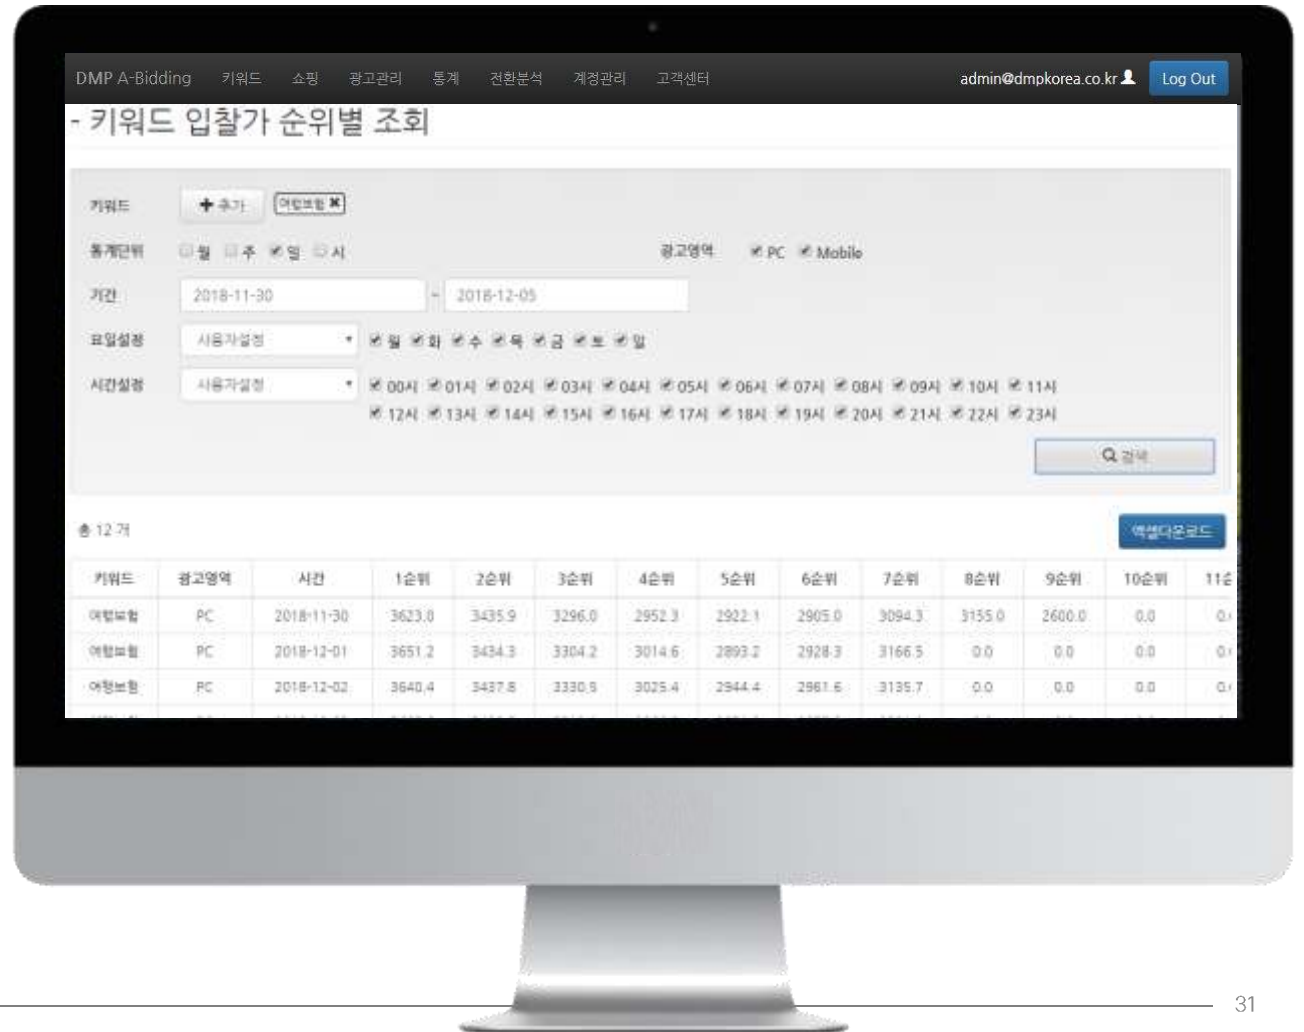 DMP A-Bidding 키워드 쇼핑 광고관리 통계 전환분석 계정관리 고객센터 admin@dmpkorea.co.kr Log Out
- 키워드 입찰가 순위별 조회
키워드 추가 여행보험
통계단위 월 주 일 시 광고영역 PC Mobile
기간 2018-11-30 ~ 2018-12-05
요일설정 사용자설정 월 화 수 목 금 토 일
시간설정 사용자설정 00시 01시 02시 03시 04시 05시 06시 07시 08시 09시 10시 11시
12시 13시 14시 15시 16시 17시 18시 19시 20시 21시 22시 23시
검색
총 12 개 엑셀다운로드
키워드 광고영역 시간 1순위 2순위 3순위 4순위 5순위 6순위 7순위 8순위 9순위 10순위
여행보험 PC 2018-11-30 3623.0 3435.9 3296.0 2952.3 2922.1 2905.0 3094.3 3155.0 2600.0 0.0
여행보험 PC 2018-12-01 3651.2 3434.3 3304.2 3014.6 2893.2 2928.3 3166.5 0.0 0.0 0.0
여행보험 PC 2018-12-02 3640.4 3437.8 3330.5 3025.4 2944.4 2961.6 3135.7 0.0 0.0 0.0
31